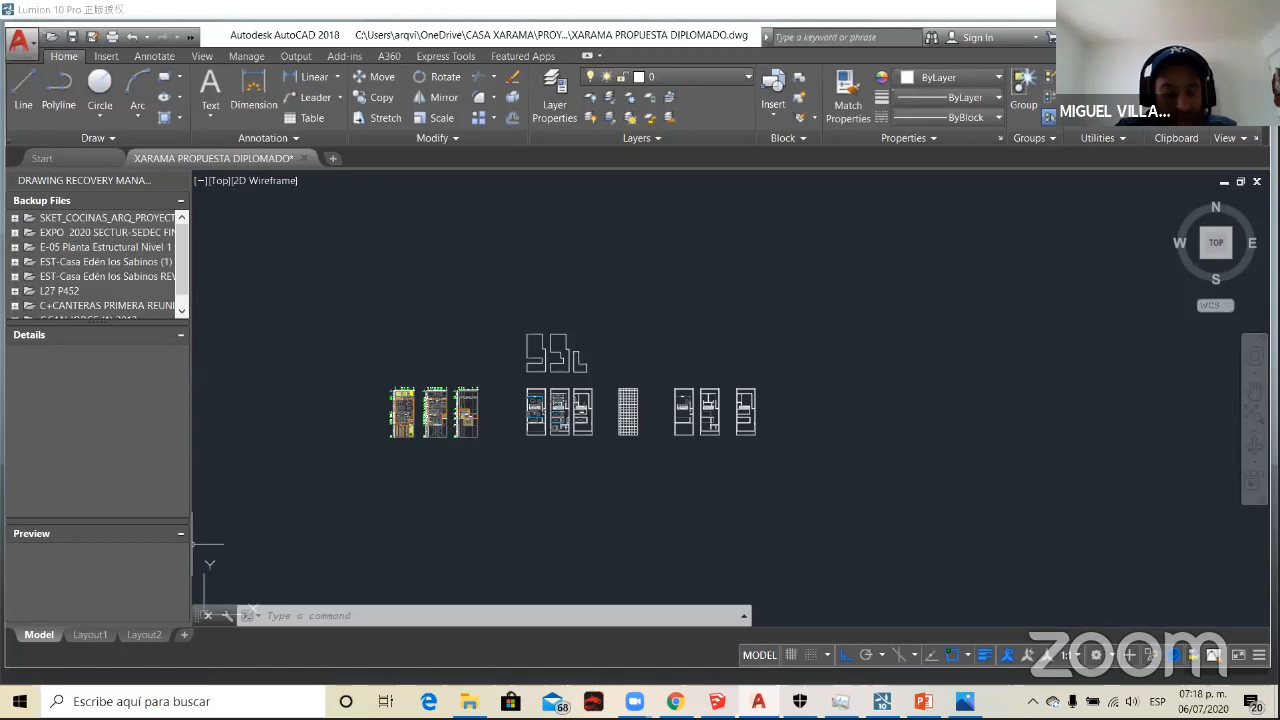 Lumion 10 Pro 正版授权
Autodesk AutoCAD 2018 C:\Users\arqvi\OneDrive\CASA XARAMA\PROY...\XARAMA PROPUESTA DIPLOMADO.dwg
Type a keyword or phrase
Sign In
Home Insert Annotate View Manage Output Add-ins A360 Express Tools Featured Apps
Line Polyline Circle Arc
Text Dimension
Linear
Leader
Table
Move Rotate
Copy Mirror
Stretch Scale
Layer
Properties
0
Insert
Match
Properties
ByLayer
ByLayer
ByBlock
Group
MIGUEL VILLA...
Draw Annotation Modify Layers Block Properties Groups Utilities Clipboard View
Start XARAMA PROPUESTA DIPLOMADO*
DRAWING RECOVERY MANA...
[−][Top][2D Wireframe]
Backup Files
SKET_COCINAS_ARQ_PROYECT
EXPO 2020 SECTUR-SEDEC FIN
E-05 Planta Estructural Nivel 1
EST-Casa Edén los Sabinos (1)
EST-Casa Edén los Sabinos REV
L27 P452
C+CANTERAS PRIMERA REUNI
N
W TOP E
S
WCS
Details
Preview
Y
X
Type a command
Model Layout1 Layout2
MODEL
1:1
zoom
Escribe aquí para buscar
68
10
ESP
07:18 p. m.
06/07/2020
20